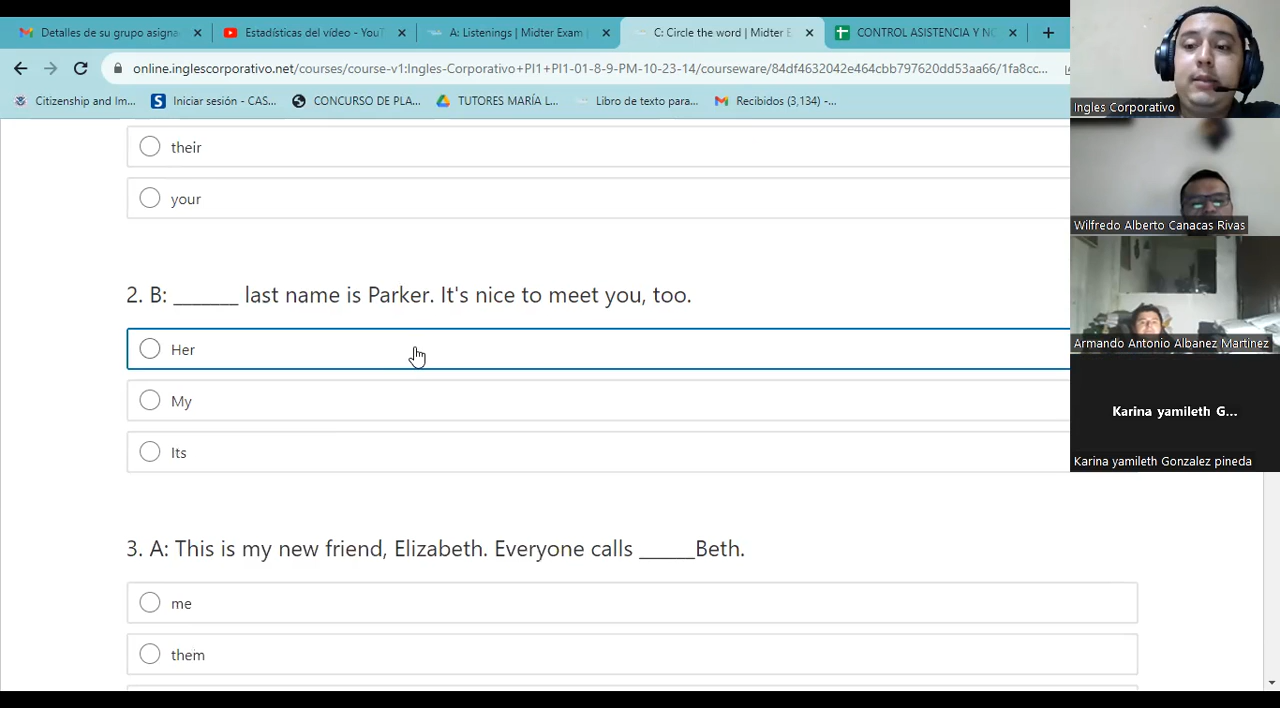 Detalles de su grupo asigna
Estadísticas del vídeo - YouT
A: Listenings | Midter Exam
C: Circle the word | Midter E
CONTROL ASISTENCIA Y NO
online.inglescorporativo.net/courses/course-v1:Ingles-Corporativo+PI1+PI1-01-8-9-PM-10-23-14/courseware/84df4632042e464cbb797620dd53aa66/1fa8cc...
Citizenship and Im...
Iniciar sesión - CAS...
CONCURSO DE PLA...
TUTORES MARÍA L...
Libro de texto para...
Recibidos (3,134) -...
Ingles Corporativo
their
your
Wilfredo Alberto Canacas Rivas
2. B: _______ last name is Parker. It's nice to meet you, too.
Her
Armando Antonio Albanez Martinez
My
Karina yamileth G...
Its
Karina yamileth Gonzalez pineda
3. A: This is my new friend, Elizabeth. Everyone calls ______Beth.
me
them